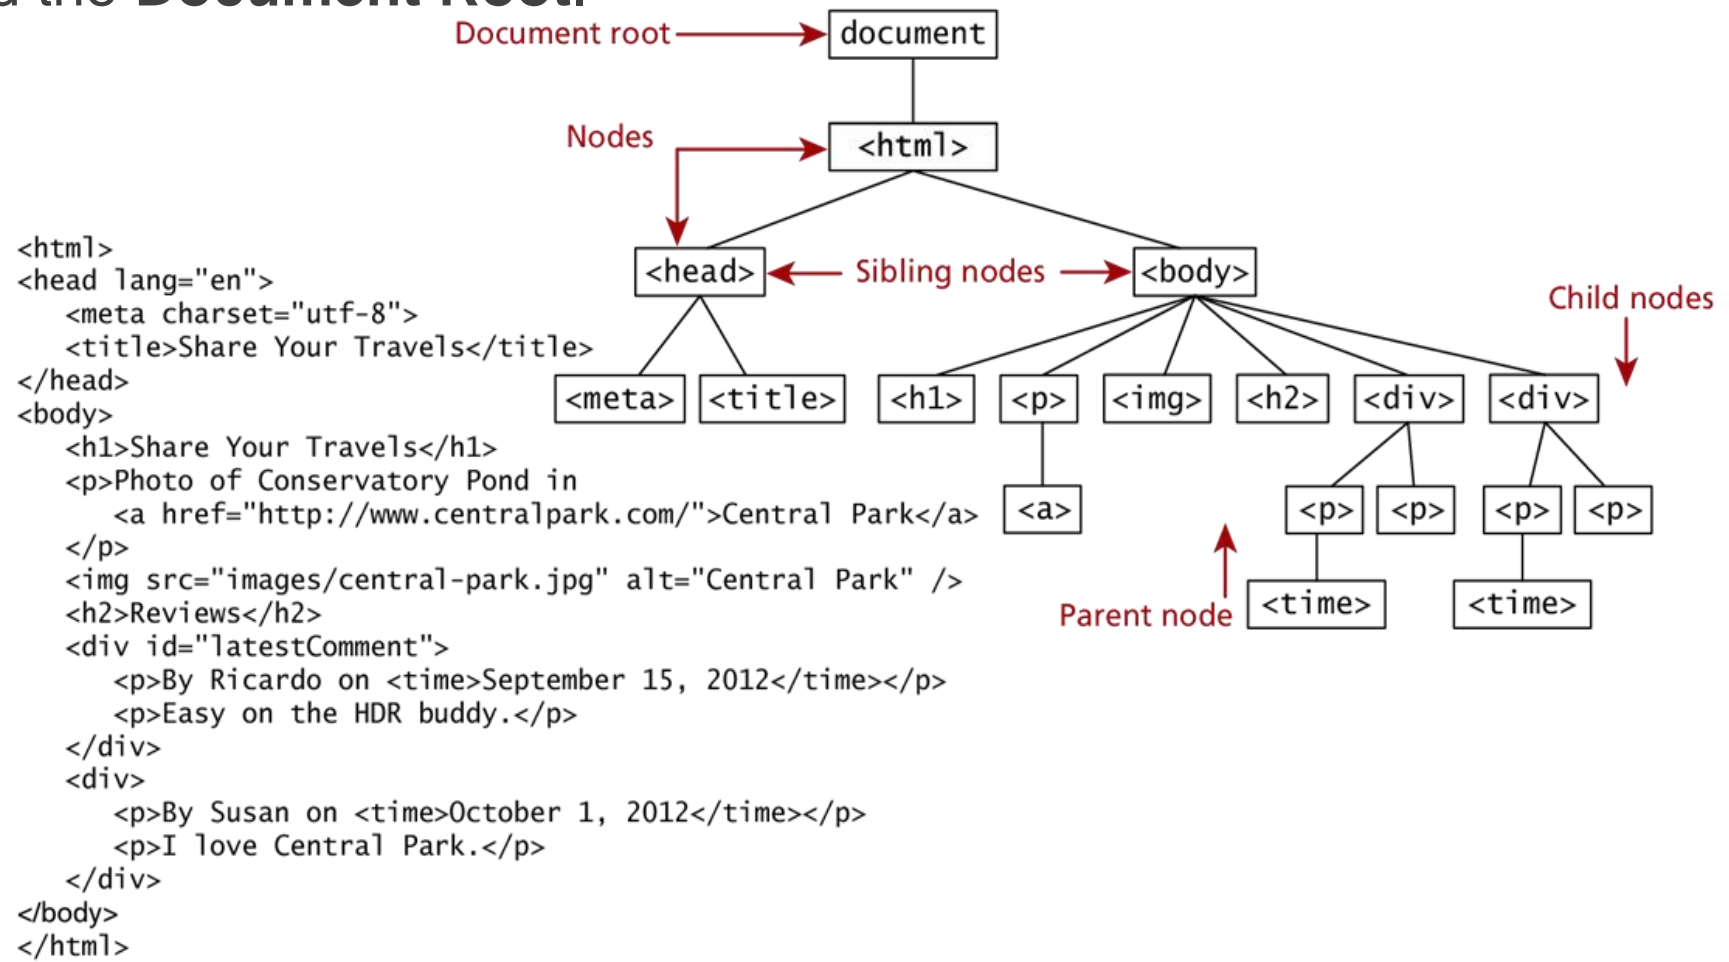 the Document Root.
Document root
document
Nodes
<html>
<head>
Sibling nodes
<body>
Child nodes
<meta>
<title>
<h1>
<p>
<img>
<h2>
<div>
<div>
<a>
<p>
<p>
<p>
<p>
Parent node
<time>
<time>
<html>
<head lang="en">
<meta charset="utf-8">
<title>Share Your Travels</title>
</head>
<body>
<h1>Share Your Travels</h1>
<p>Photo of Conservatory Pond in
<a href="http://www.centralpark.com/">Central Park</a>
</p>
<img src="images/central-park.jpg" alt="Central Park" />
<h2>Reviews</h2>
<div id="latestComment">
<p>By Ricardo on <time>September 15, 2012</time></p>
<p>Easy on the HDR buddy.</p>
</div>
<div>
<p>By Susan on <time>October 1, 2012</time></p>
<p>I love Central Park.</p>
</div>
</body>
</html>